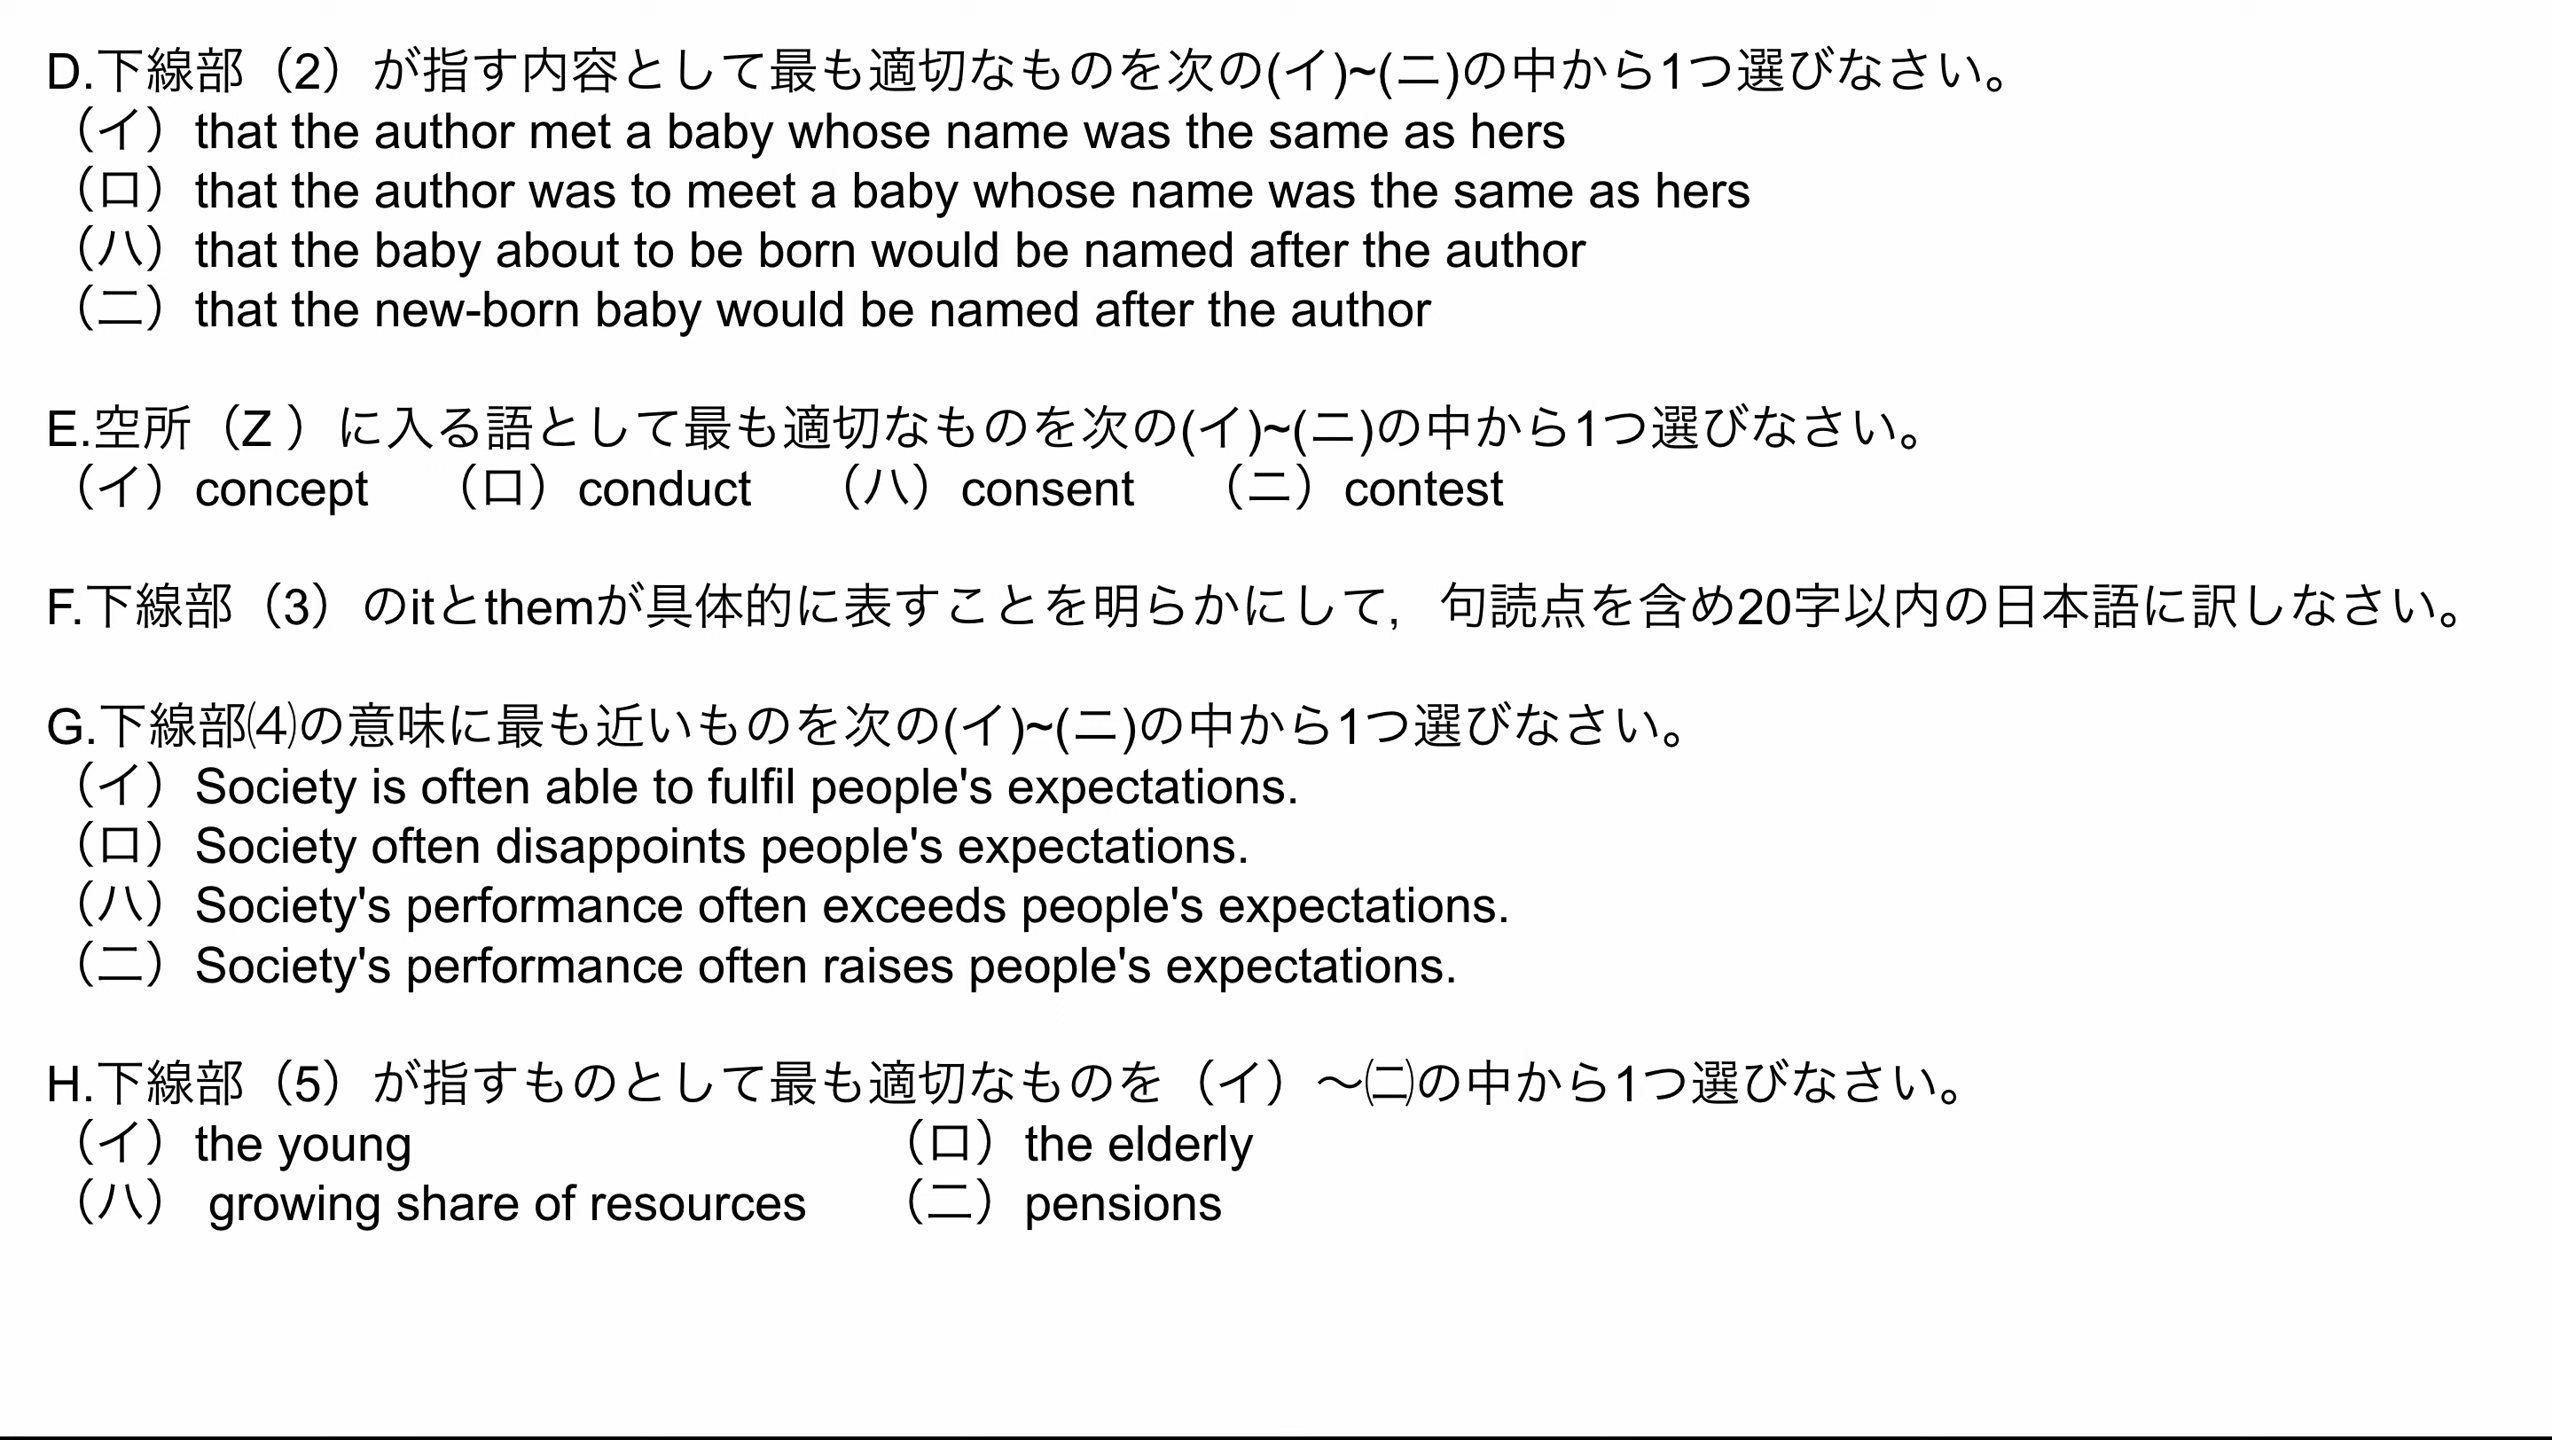 D.下線部（2）が指す内容として最も適切なものを次の(イ)~(ニ)の中から1つ選びなさい。
（イ）that the author met a baby whose name was the same as hers
（ロ）that the author was to meet a baby whose name was the same as hers
（ハ）that the baby about to be born would be named after the author
（ニ）that the new-born baby would be named after the author
E.空所（Z ）に入る語として最も適切なものを次の(イ)~(ニ)の中から1つ選びなさい。
（イ）concept　（ロ）conduct　（ハ）consent　（ニ）contest
F.下線部（3）のitとthemが具体的に表すことを明らかにして，句読点を含め20字以内の日本語に訳しなさい。
G.下線部⑷の意味に最も近いものを次の(イ)~(ニ)の中から1つ選びなさい。
（イ）Society is often able to fulfil people's expectations.
（ロ）Society often disappoints people's expectations.
（ハ）Society's performance often exceeds people's expectations.
（ニ）Society's performance often raises people's expectations.
H.下線部（5）が指すものとして最も適切なものを（イ）〜㈡の中から1つ選びなさい。
（イ）the young　（ロ）the elderly
（ハ） growing share of resources　（ニ）pensions